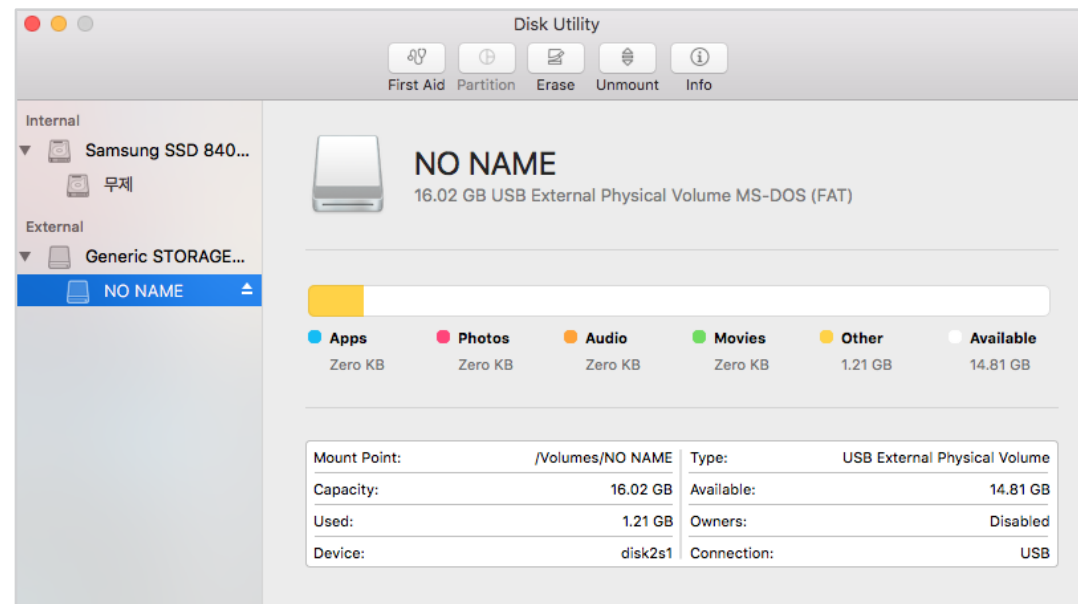 Disk Utility
First Aid Partition Erase Unmount Info
Internal
Samsung SSD 840...
무제
External
Generic STORAGE...
NO NAME
NO NAME
16.02 GB USB External Physical Volume MS-DOS (FAT)
Apps Photos Audio Movies Other Available
Zero KB Zero KB Zero KB Zero KB 1.21 GB 14.81 GB
Mount Point: /Volumes/NO NAME Type: USB External Physical Volume
Capacity: 16.02 GB Available: 14.81 GB
Used: 1.21 GB Owners: Disabled
Device: disk2s1 Connection: USB